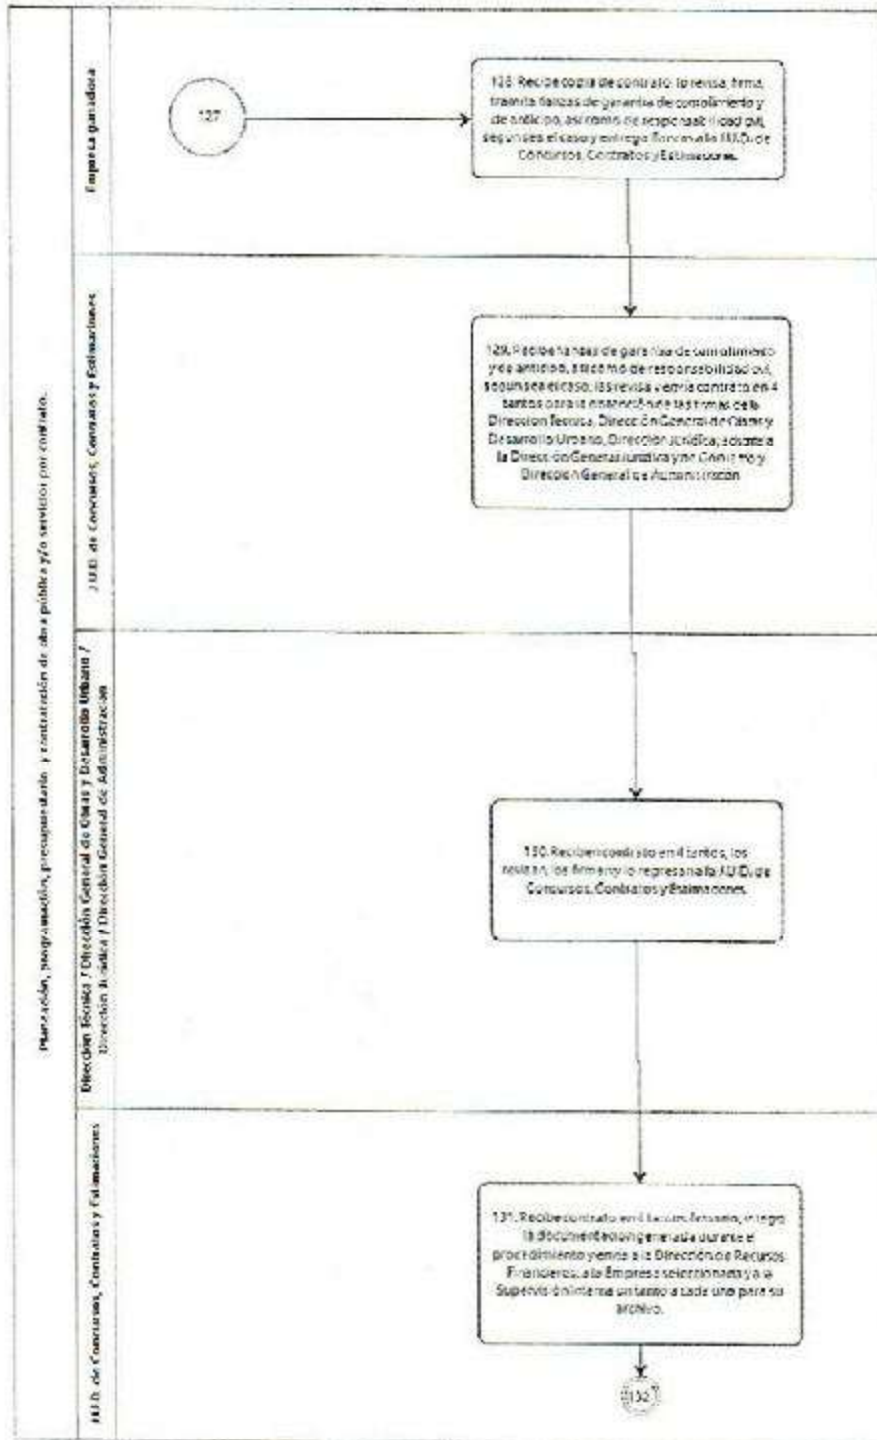 Planeación, programación, presupuestación y contratación de obra pública y/o servicios por contrato.
Empresa ganadora
127
128. Recibe copia de contrato, lo revisa, firma,
tramita fianzas de garantía de cumplimiento y
de anticipo, así como de responsabilidad civil,
según sea el caso y entrega fianzas a la J.U.D. de
Concursos, Contratos y Estimaciones.
J.U.D. de Concursos, Contratos y Estimaciones
129. Recibe fianzas de garantía de cumplimiento
y de anticipo, así como de responsabilidad civil,
según sea el caso, las revisa y envía contrato en 4
tantos para la obtención de las firmas de la
Dirección Técnica, Dirección General de Obras y
Desarrollo Urbano, Dirección Jurídica, adscrita a
la Dirección General Jurídica y de Gobierno y
Dirección General de Administración
Dirección Técnica / Dirección General de Obras y Desarrollo Urbano /
Dirección Jurídica / Dirección General de Administración
130. Reciben contrato en 4 tantos, los
revisan, los firman y lo regresan a la J.U.D. de
Concursos, Contratos y Estimaciones.
J.U.D. de Concursos, Contratos y Estimaciones
131. Recibe contrato en 4 tantos firmado, integra
la documentación generada durante el
procedimiento y envía a la Dirección de Recursos
Financieros, a la Empresa seleccionada y a la
Supervisión Interna un tanto a cada uno para su
archivo.
132